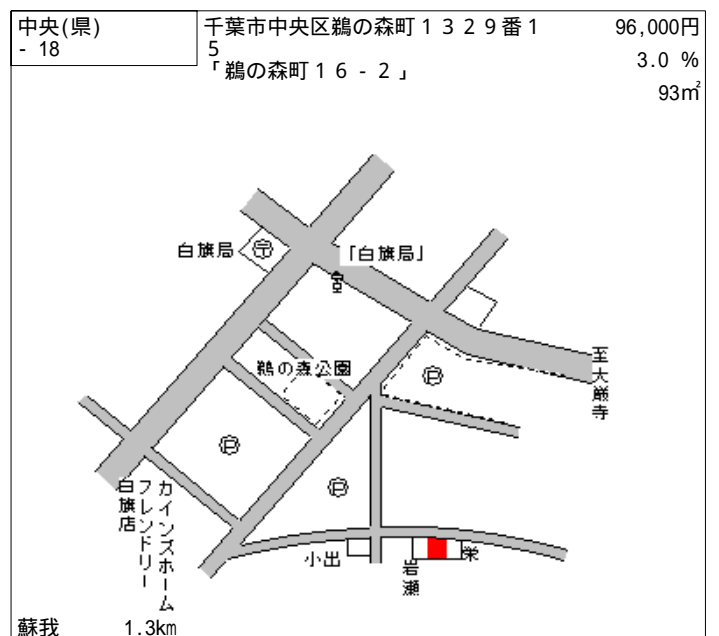 中央(県)
- 18
千葉市中央区鵜の森町1329番1
5
「鵜の森町16-2」
96,000円
3.0 %
93㎡
白旗局
「白旗局」
鵜の森公園
至大厳寺
カインズホーム
フレンドリー
白旗店
小出
岩瀬
栄
蘇我 1.3km